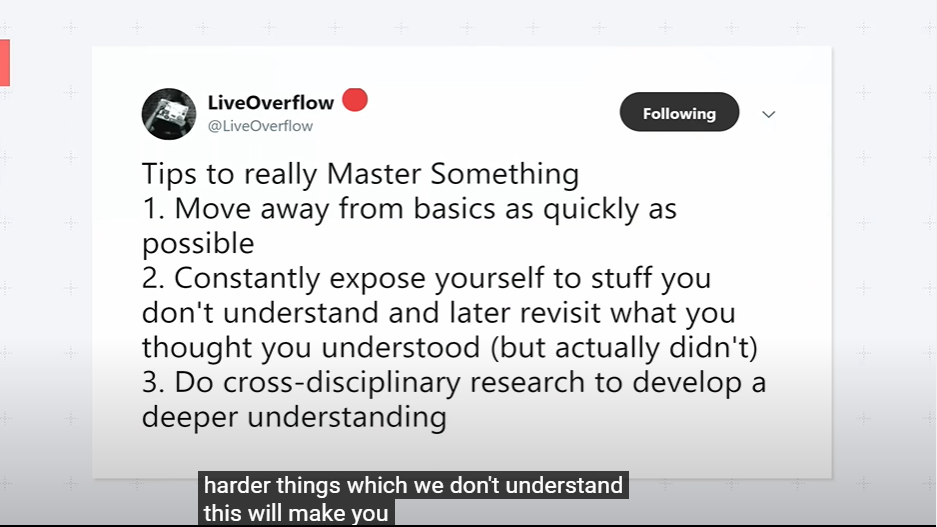 LiveOverflow
@LiveOverflow
Following
Tips to really Master Something
1. Move away from basics as quickly as
possible
2. Constantly expose yourself to stuff you
don't understand and later revisit what you
thought you understood (but actually didn't)
3. Do cross-disciplinary research to develop a
deeper understanding
harder things which we don't understand
this will make you